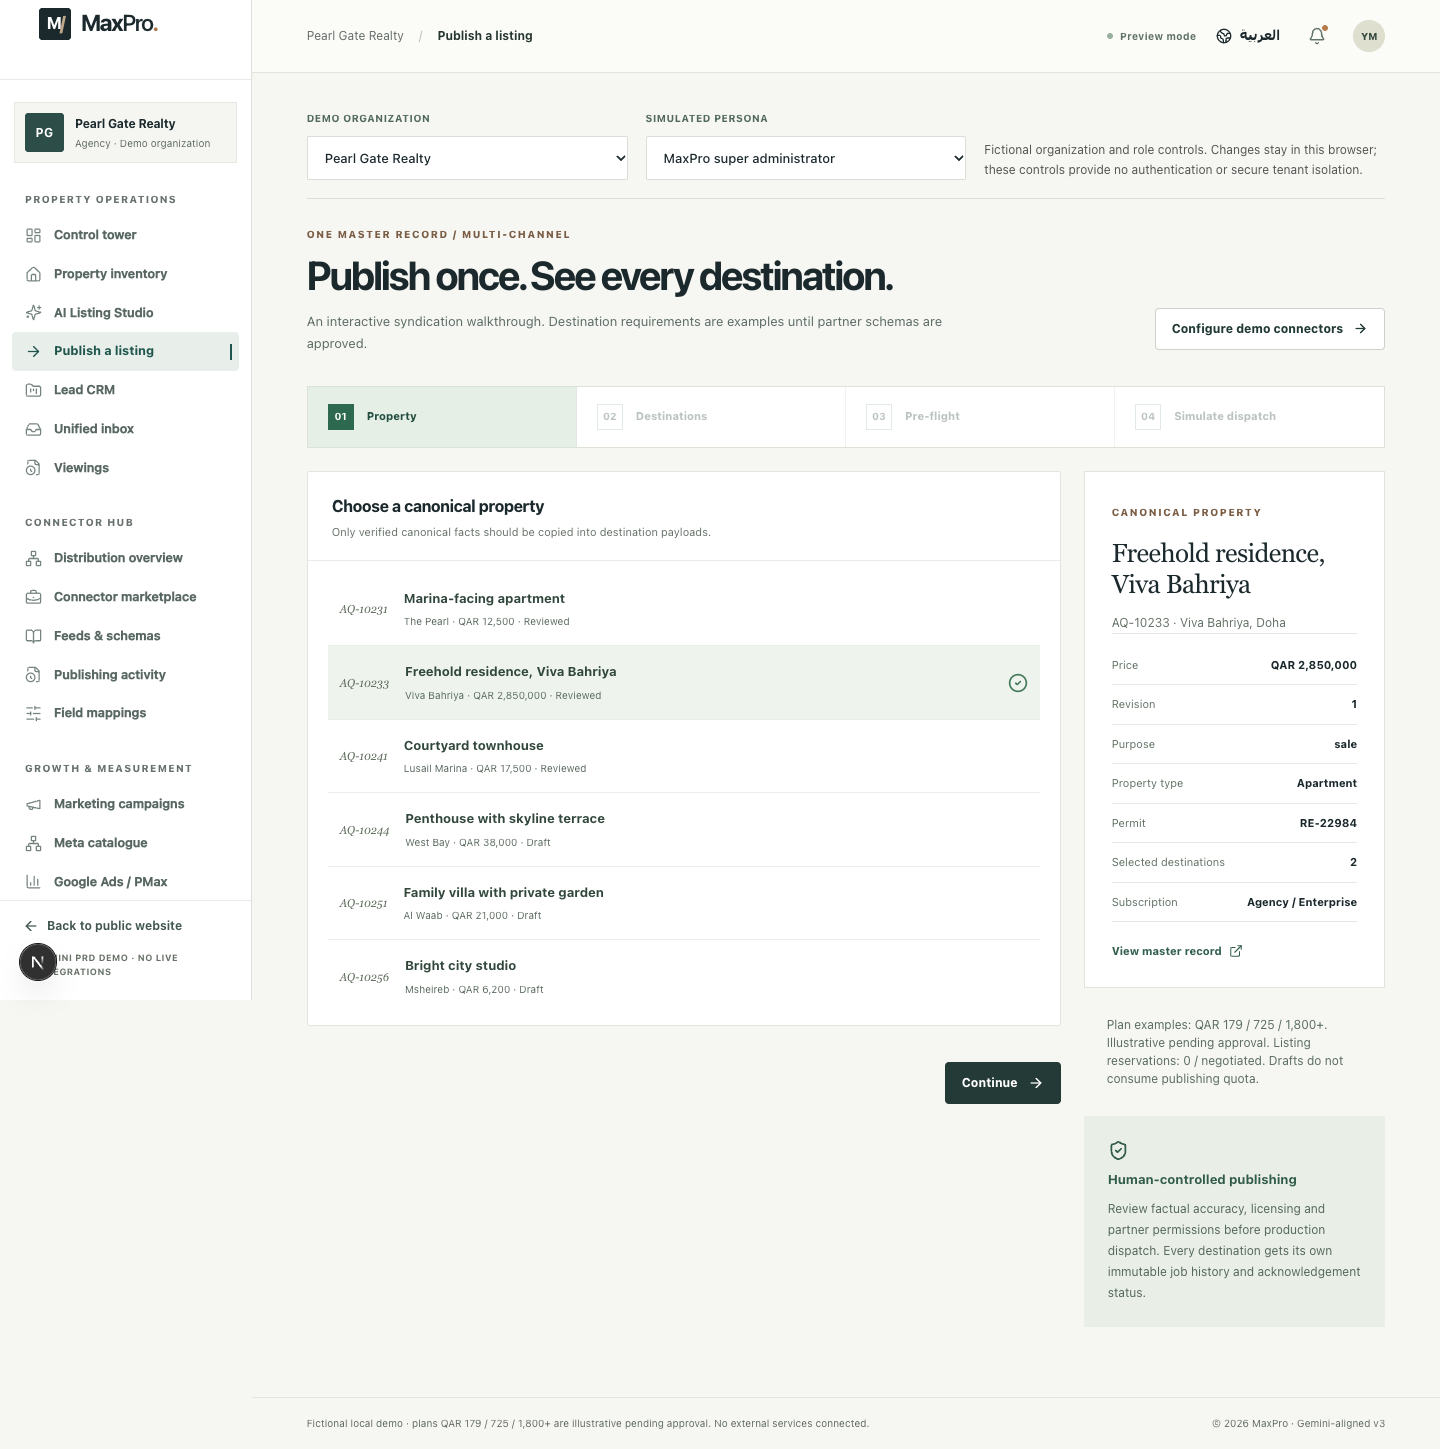 M/ MaxPro.
PG
Pearl Gate Realty
Agency · Demo organization
PROPERTY OPERATIONS
Control tower
Property inventory
AI Listing Studio
Publish a listing
Lead CRM
Unified inbox
Viewings
CONNECTOR HUB
Distribution overview
Connector marketplace
Feeds & schemas
Publishing activity
Field mappings
GROWTH & MEASUREMENT
Marketing campaigns
Meta catalogue
Google Ads / PMax
Back to public website
N
INI PRD DEMO · NO LIVE
EGRATIONS
Pearl Gate Realty / Publish a listing
Preview mode
العربية
YM
DEMO ORGANIZATION
Pearl Gate Realty
SIMULATED PERSONA
MaxPro super administrator
Fictional organization and role controls. Changes stay in this browser;
these controls provide no authentication or secure tenant isolation.
ONE MASTER RECORD / MULTI-CHANNEL
Publish once. See every destination.
An interactive syndication walkthrough. Destination requirements are examples until partner schemas are
approved.
Configure demo connectors
01 Property
02 Destinations
03 Pre-flight
04 Simulate dispatch
Choose a canonical property
Only verified canonical facts should be copied into destination payloads.
AQ-10231
Marina-facing apartment
The Pearl · QAR 12,500 · Reviewed
AQ-10233
Freehold residence, Viva Bahriya
Viva Bahriya · QAR 2,850,000 · Reviewed
AQ-10241
Courtyard townhouse
Lusail Marina · QAR 17,500 · Reviewed
AQ-10244
Penthouse with skyline terrace
West Bay · QAR 38,000 · Draft
AQ-10251
Family villa with private garden
Al Waab · QAR 21,000 · Draft
AQ-10256
Bright city studio
Msheireb · QAR 6,200 · Draft
Continue
CANONICAL PROPERTY
Freehold residence,
Viva Bahriya
AQ-10233 · Viva Bahriya, Doha
Price QAR 2,850,000
Revision 1
Purpose sale
Property type Apartment
Permit RE-22984
Selected destinations 2
Subscription Agency / Enterprise
View master record
Plan examples: QAR 179 / 725 / 1,800+.
Illustrative pending approval. Listing
reservations: 0 / negotiated. Drafts do not
consume publishing quota.
Human-controlled publishing
Review factual accuracy, licensing and
partner permissions before production
dispatch. Every destination gets its own
immutable job history and acknowledgement
status.
Fictional local demo · plans QAR 179 / 725 / 1,800+ are illustrative pending approval. No external services connected.
© 2026 MaxPro · Gemini-aligned v3